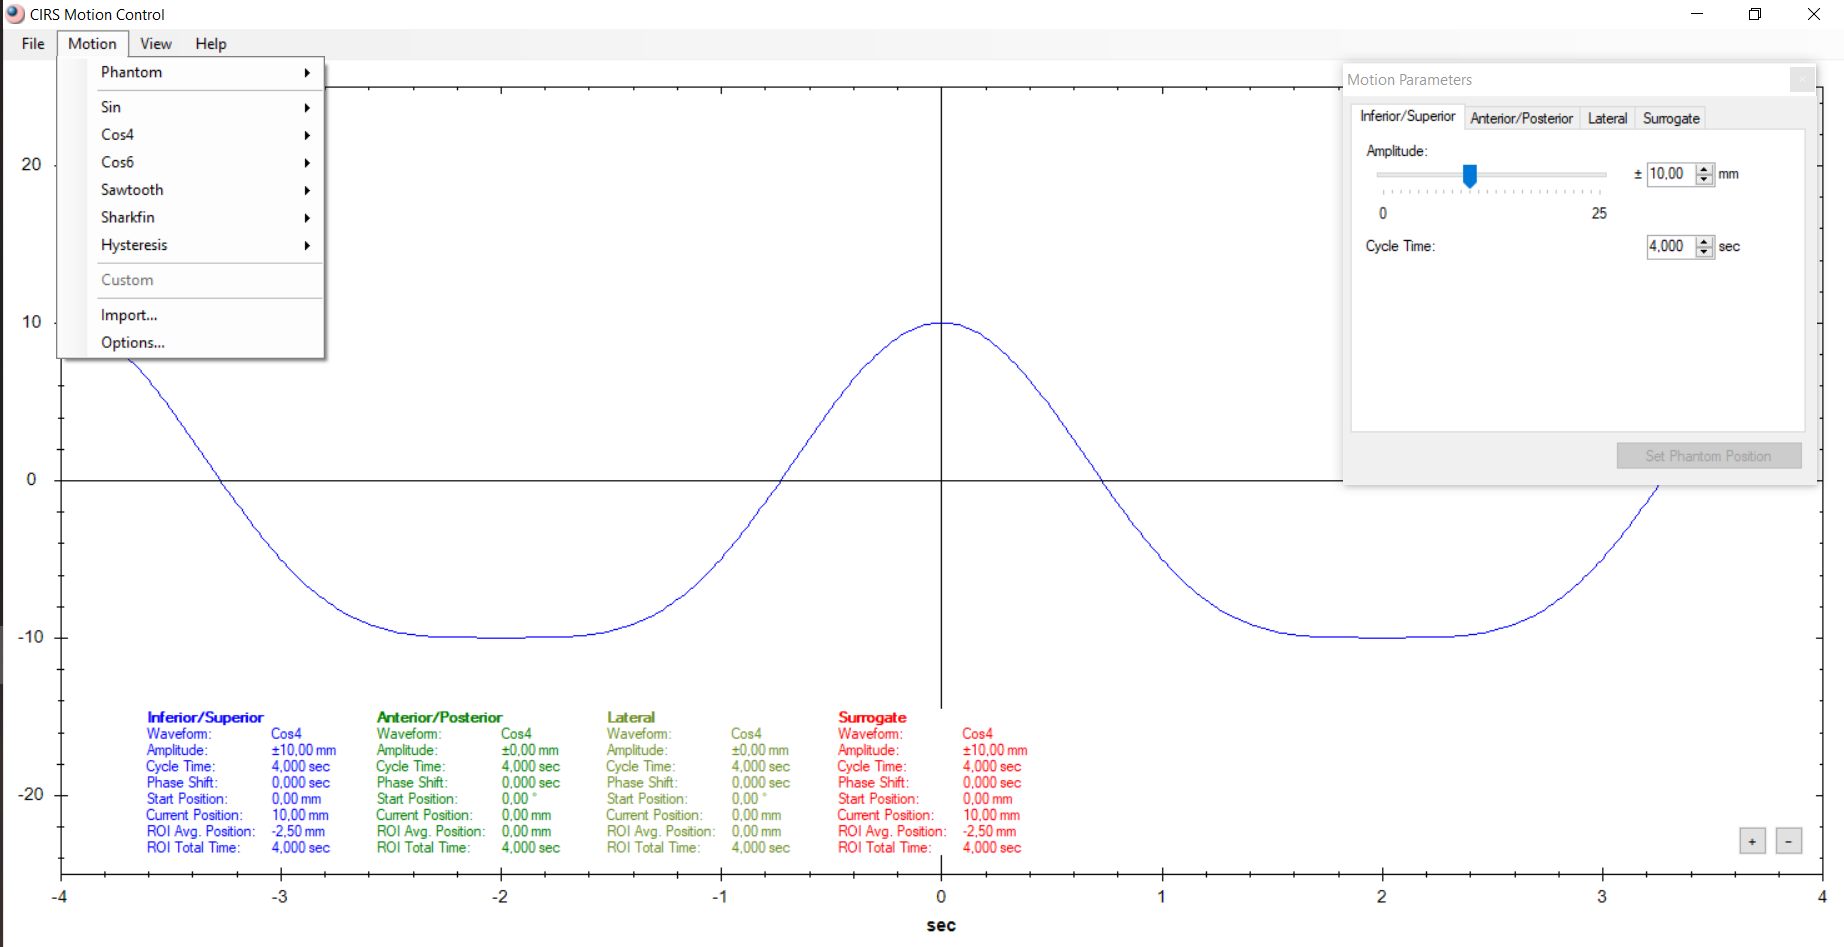 CIRS Motion Control
File Motion View Help
Phantom
Sin
Cos4
Cos6
Sawtooth
Sharkfin
Hysteresis
Custom
Import...
Options...
Motion Parameters
Inferior/Superior Anterior/Posterior Lateral Surrogate
Amplitude:
± 10,00 mm
0 25
Cycle Time: 4,000 sec
Set Phantom Position
20
10
0
-10
-20
Inferior/Superior
Waveform: Cos4
Amplitude: ±10,00 mm
Cycle Time: 4,000 sec
Phase Shift: 0,000 sec
Start Position: 0,00 mm
Current Position: 10,00 mm
ROI Avg. Position: -2,50 mm
ROI Total Time: 4,000 sec
Anterior/Posterior
Waveform: Cos4
Amplitude: ±0,00 mm
Cycle Time: 4,000 sec
Phase Shift: 0,000 sec
Start Position: 0,00 °
Current Position: 0,00 mm
ROI Avg. Position: 0,00 mm
ROI Total Time: 4,000 sec
Lateral
Waveform: Cos4
Amplitude: ±0,00 mm
Cycle Time: 4,000 sec
Phase Shift: 0,000 sec
Start Position: 0,00 °
Current Position: 0,00 mm
ROI Avg. Position: 0,00 mm
ROI Total Time: 4,000 sec
Surrogate
Waveform: Cos4
Amplitude: ±10,00 mm
Cycle Time: 4,000 sec
Phase Shift: 0,000 sec
Start Position: 0,00 mm
Current Position: 10,00 mm
ROI Avg. Position: -2,50 mm
ROI Total Time: 4,000 sec
+ -
-4 -3 -2 -1 0 1 2 3 4
sec